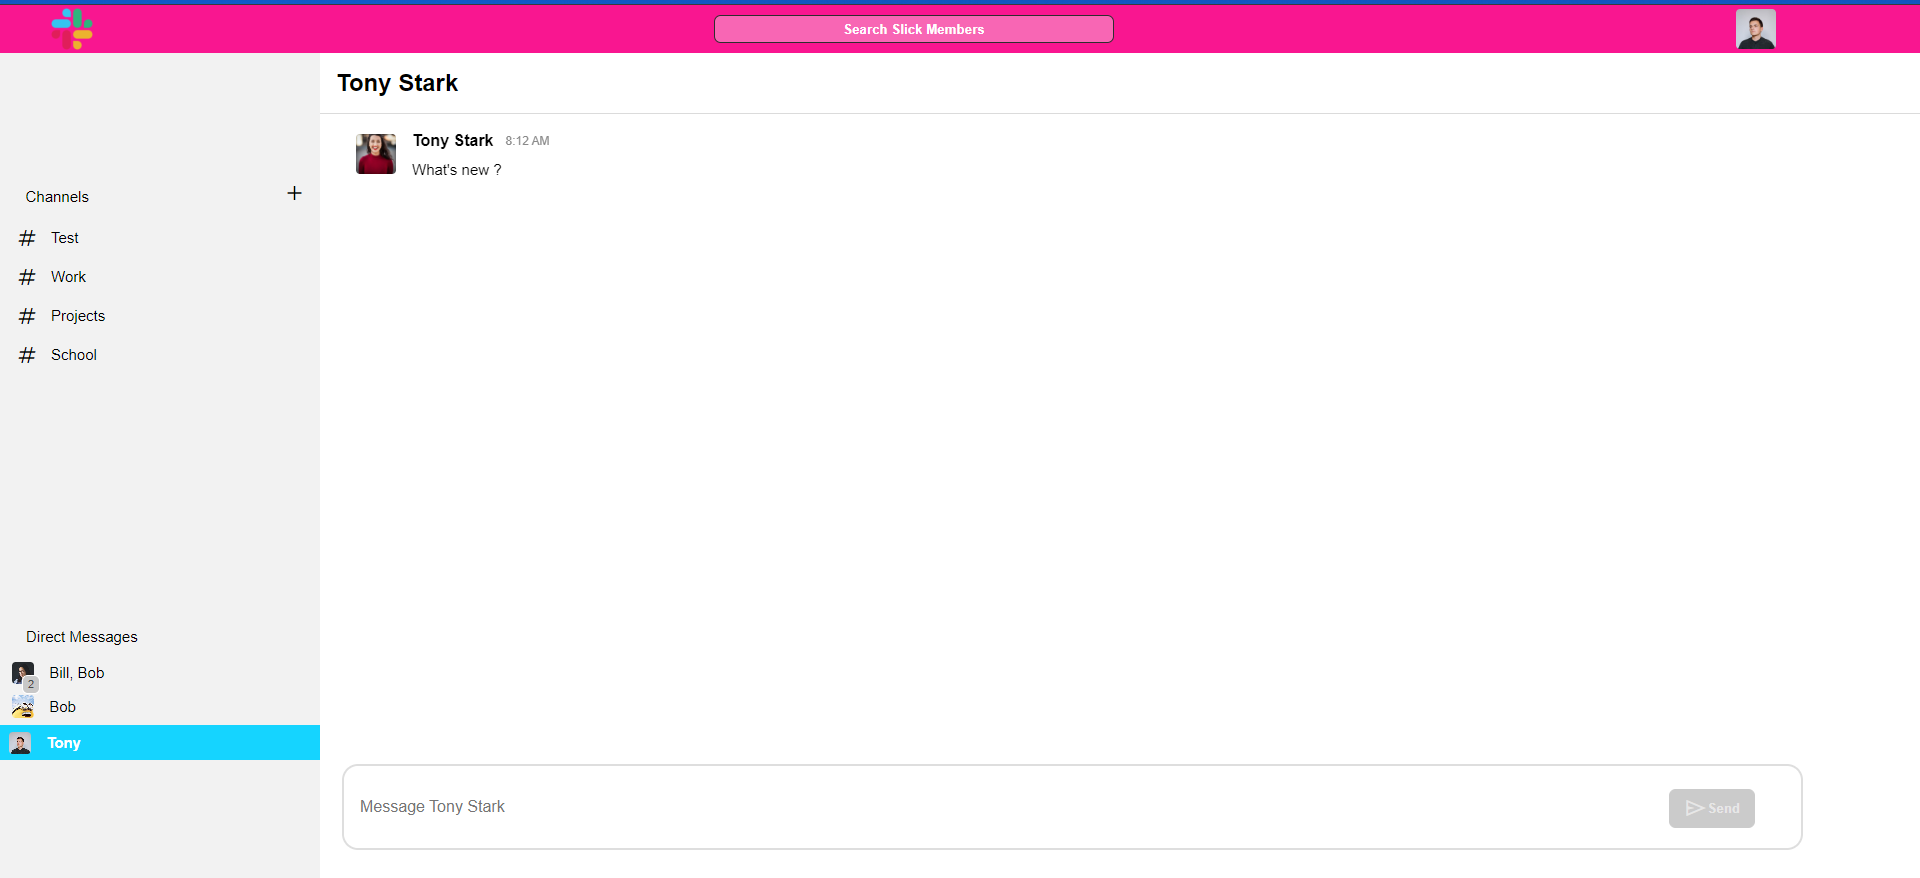 Search Slick Members
Tony Stark
Tony Stark 8:12 AM
What's new ?
Channels
Test
Work
Projects
School
Direct Messages
Bill, Bob
2
Bob
Tony
Message Tony Stark
Send